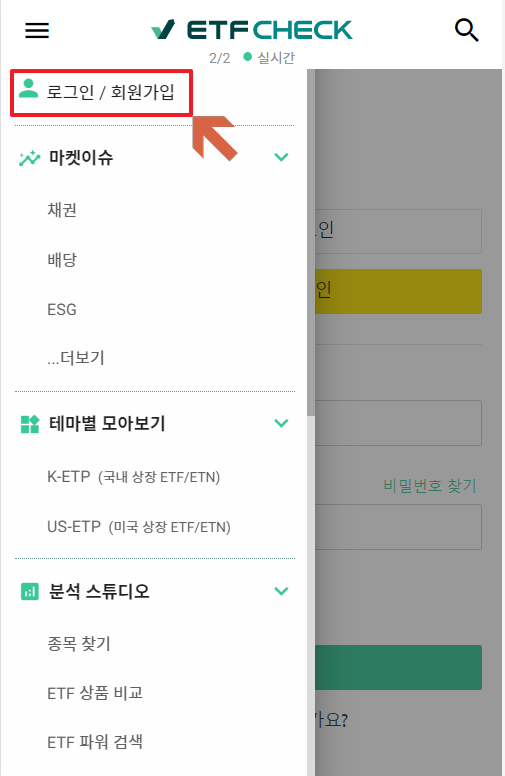 ETF CHECK
2/2 실시간
로그인 / 회원가입
마켓이슈
채권
배당
ESG
...더보기
테마별 모아보기
K-ETP (국내 상장 ETF/ETN)
US-ETP (미국 상장 ETF/ETN)
분석 스튜디오
종목 찾기
ETF 상품 비교
ETF 파워 검색
인
인
비밀번호 찾기
가요?